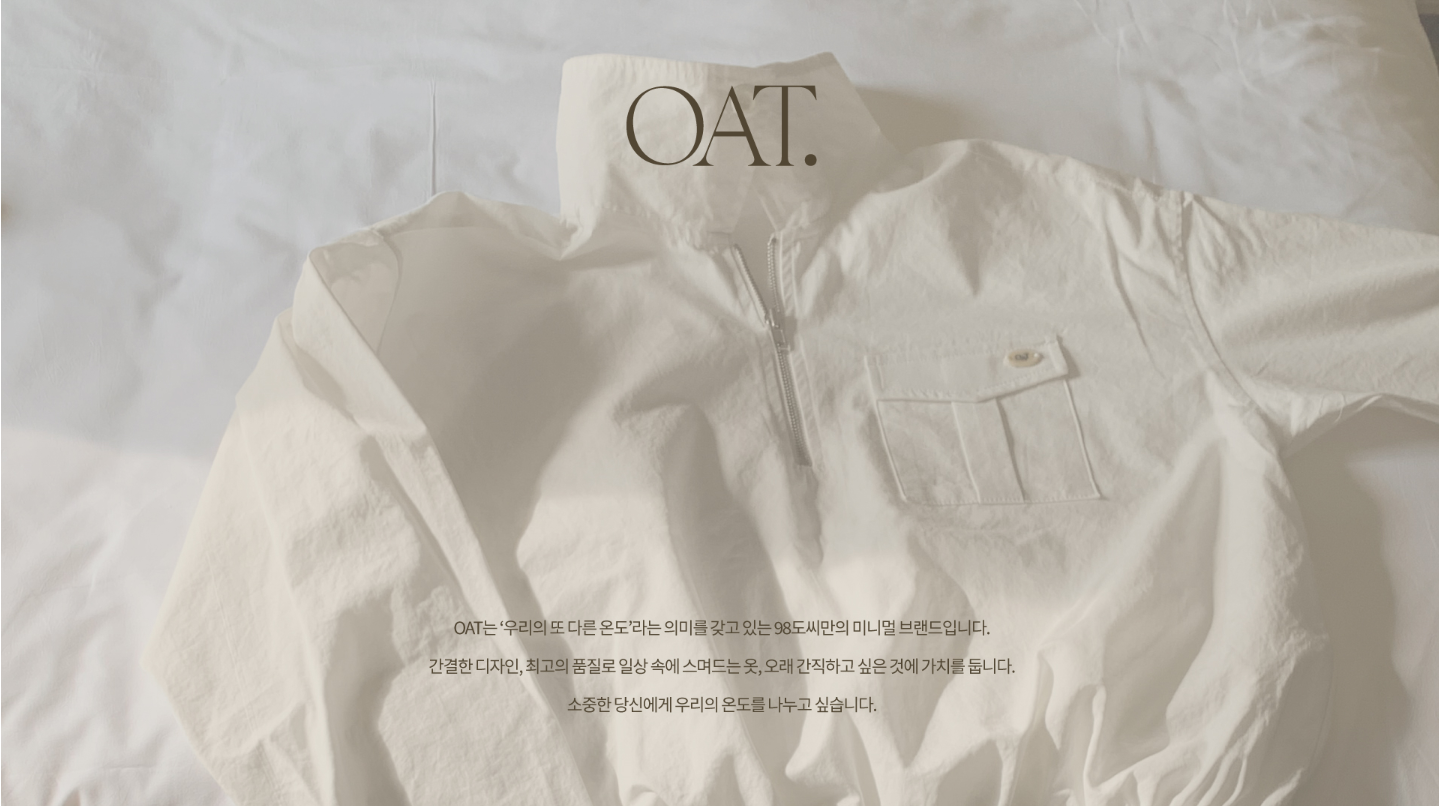 OAT.
OAT는 ‘우리의 또 다른 온도’라는 의미를 갖고 있는 98도씨만의 미니멀 브랜드입니다.
간결한 디자인, 최고의 품질로 일상 속에 스며드는 옷, 오래 간직하고 싶은 것에 가치를 둡니다.
소중한 당신에게 우리의 온도를 나누고 싶습니다.